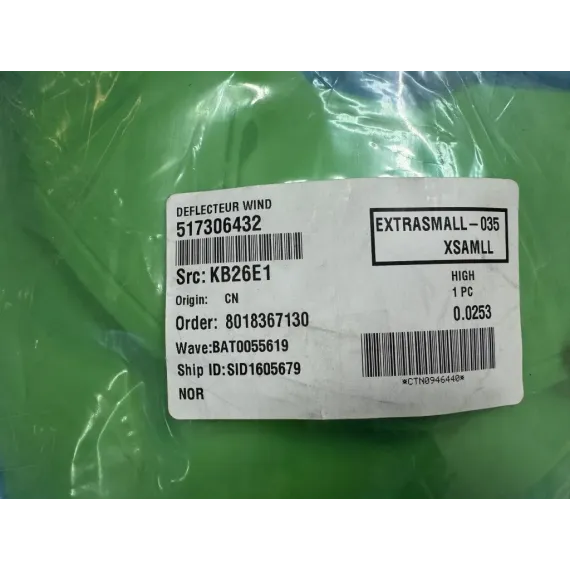 DEFLECTEUR WIND
517306432
EXTRASMALL-035
XSAMLL
Src: KB26E1
HIGH
Origin: CN
1 PC
Order: 8018367130
0.0253
Wave:BAT0055619
Ship ID:SID1605679
*CTN0946440*
NOR